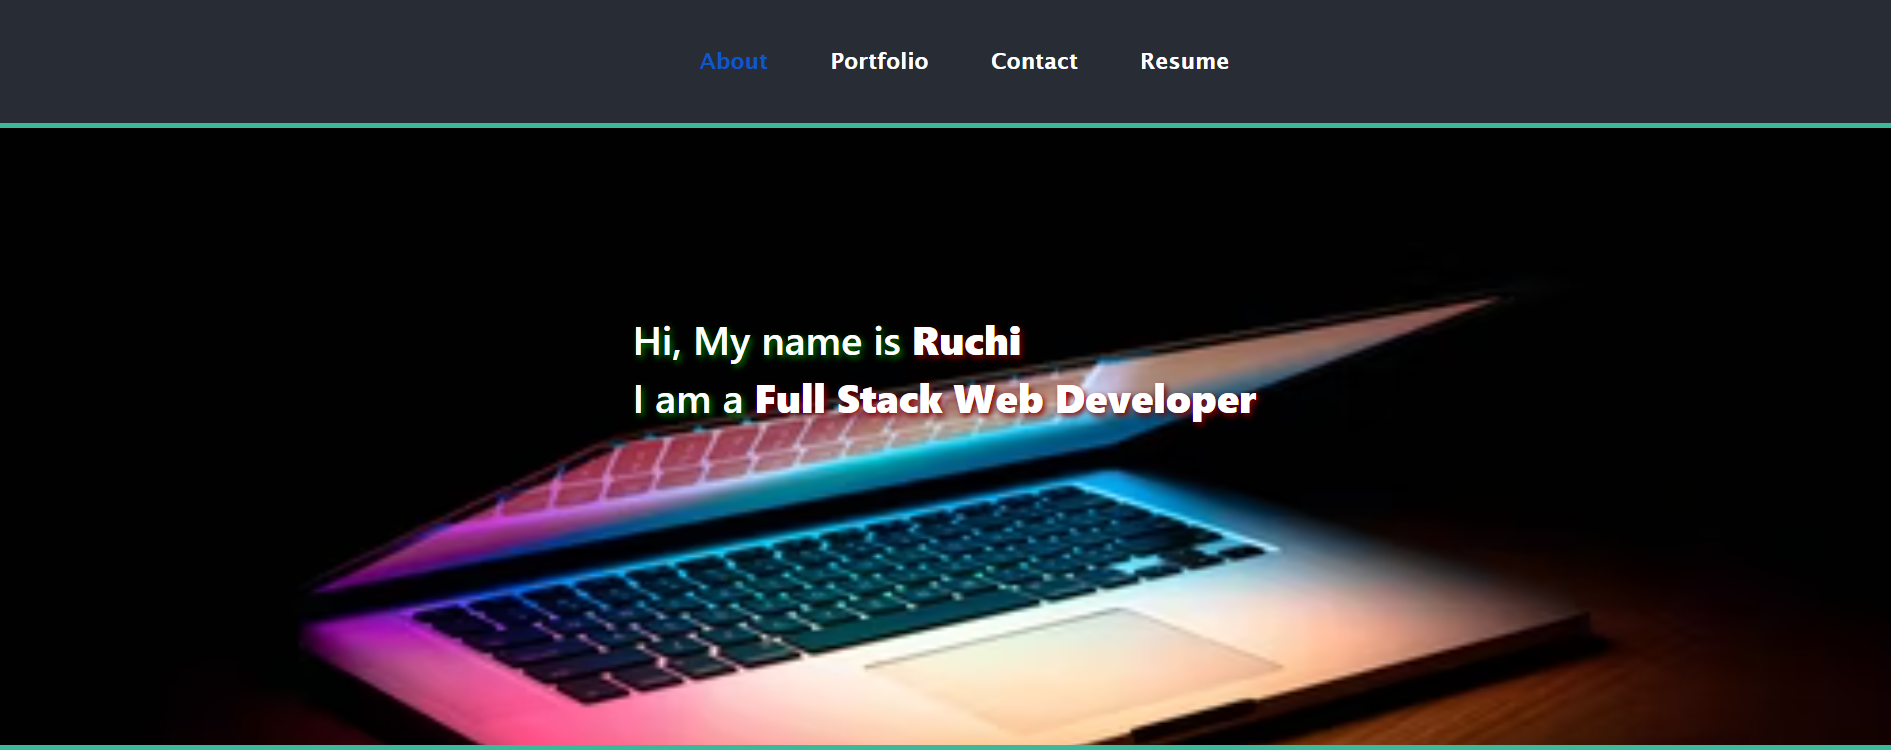 About Portfolio Contact Resume
Hi, My name is Ruchi
I am a Full Stack Web Developer